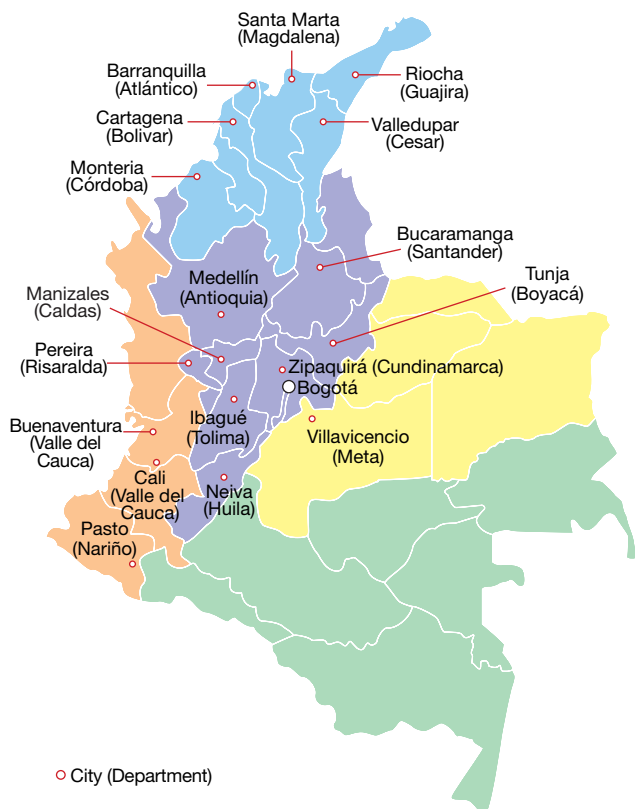 Santa Marta
(Magdalena)
Barranquilla
(Atlántico)
Riocha
(Guajira)
Cartagena
(Bolivar)
Valledupar
(Cesar)
Monteria
(Córdoba)
Bucaramanga
(Santander)
Medellín
(Antioquia)
Tunja
(Boyacá)
Manizales
(Caldas)
Pereira
(Risaralda)
Zipaquirá (Cundinamarca)
Bogotá
Ibagué
(Tolima)
Buenaventura
(Valle del
Cauca)
Villavicencio
(Meta)
Cali
(Valle del
Cauca)
Neiva
(Huila)
Pasto
(Nariño)
City (Department)